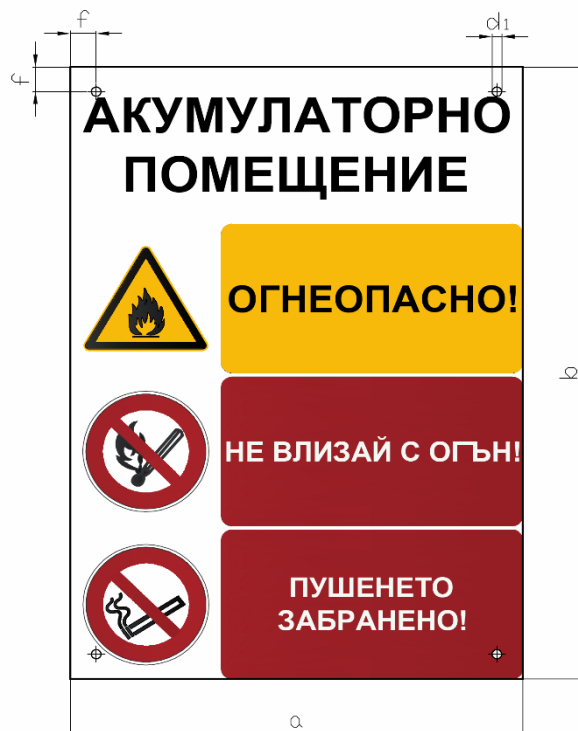 f
d1
f
АКУМУЛАТОРНО
ПОМЕЩЕНИЕ
ОГНЕОПАСНО!
b
НЕ ВЛИЗАЙ С ОГЪН!
ПУШЕНЕТО
ЗАБРАНЕНО!
a